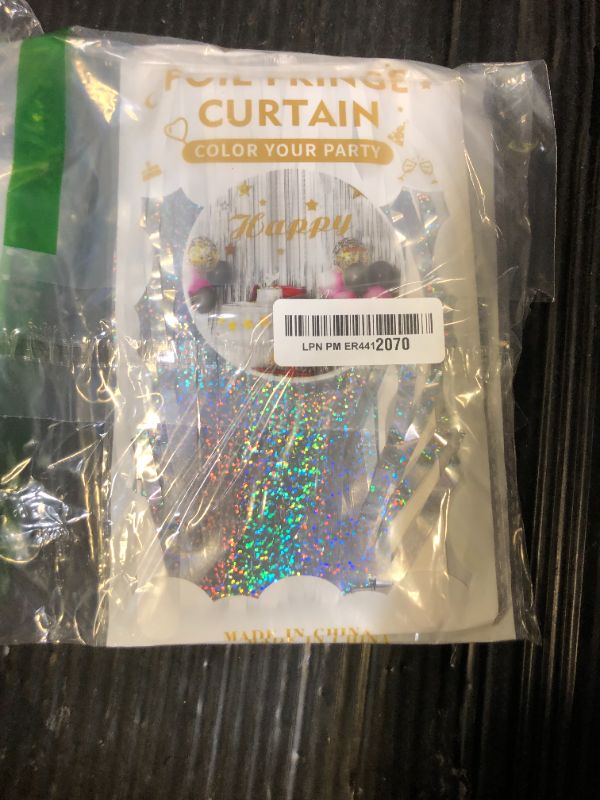 FOIL FRINGE
CURTAIN
COLOR YOUR PARTY
Happy
LPN PM ER4412070
MADE IN CHINA